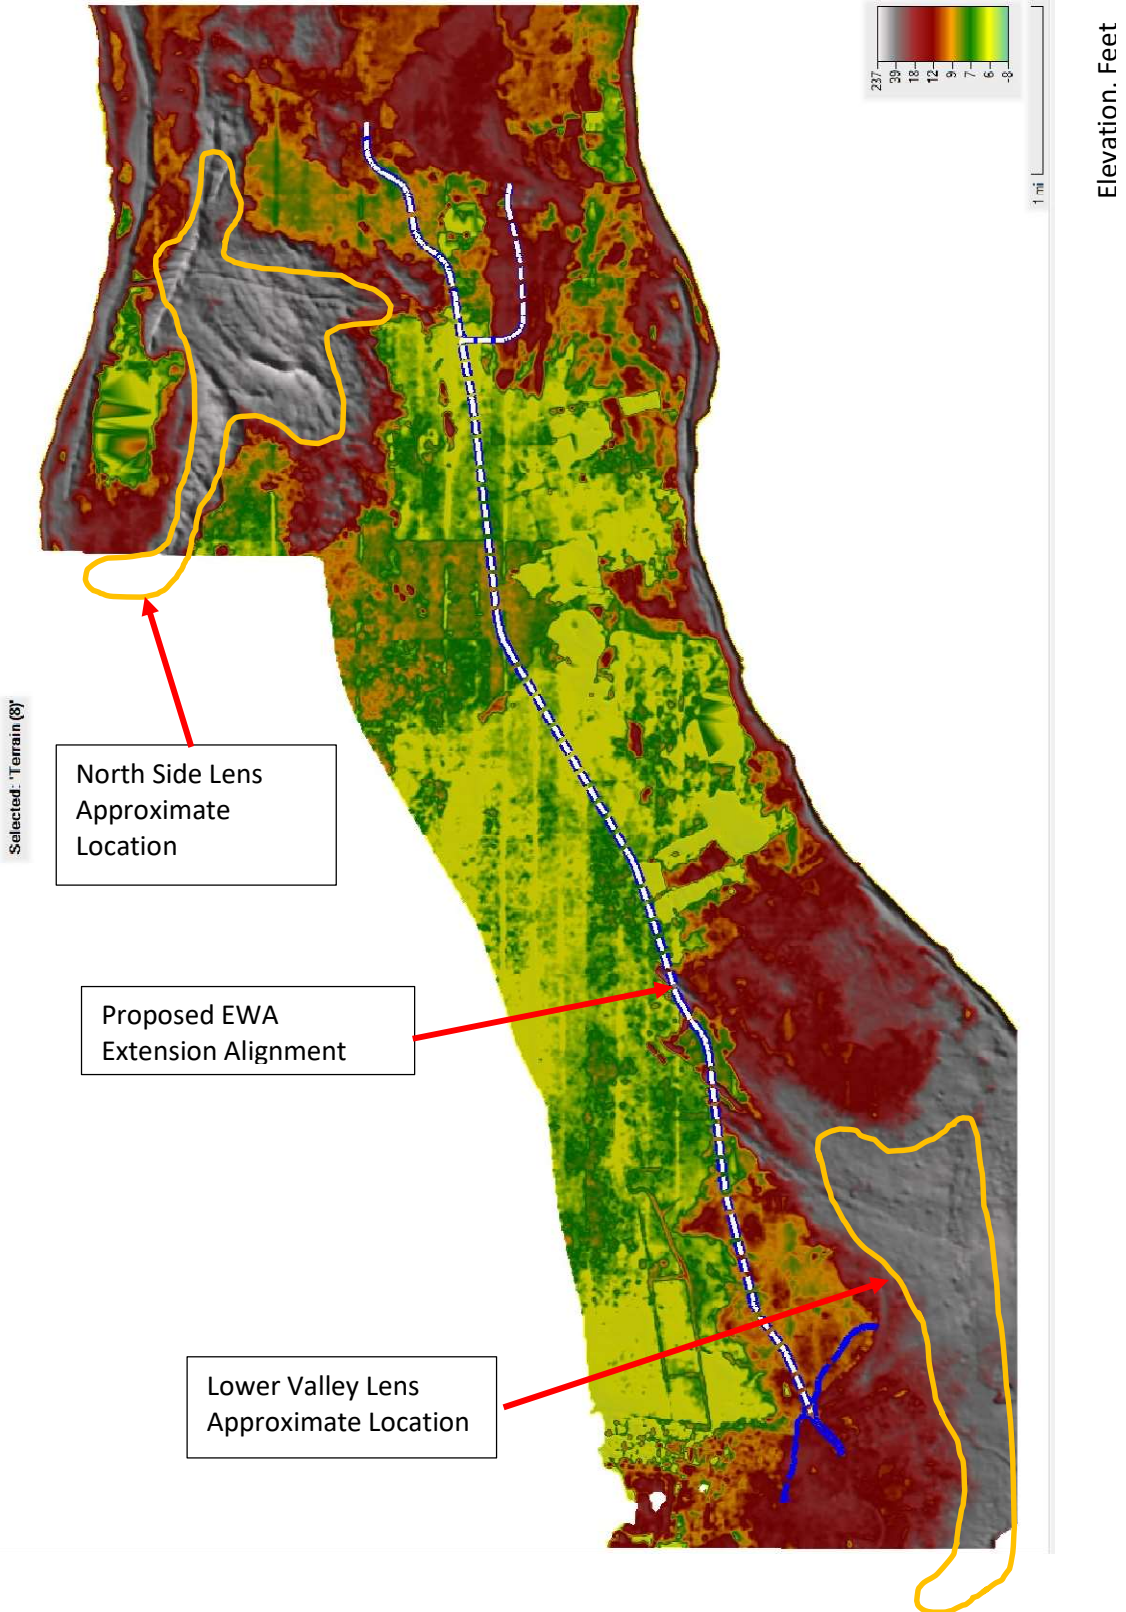 237
39
18
12
9
7
6
-8
1 mi
Elevation. Feet
Selected: 'Terrain (8)'
North Side Lens
Approximate
Location
Proposed EWA
Extension Alignment
Lower Valley Lens
Approximate Location